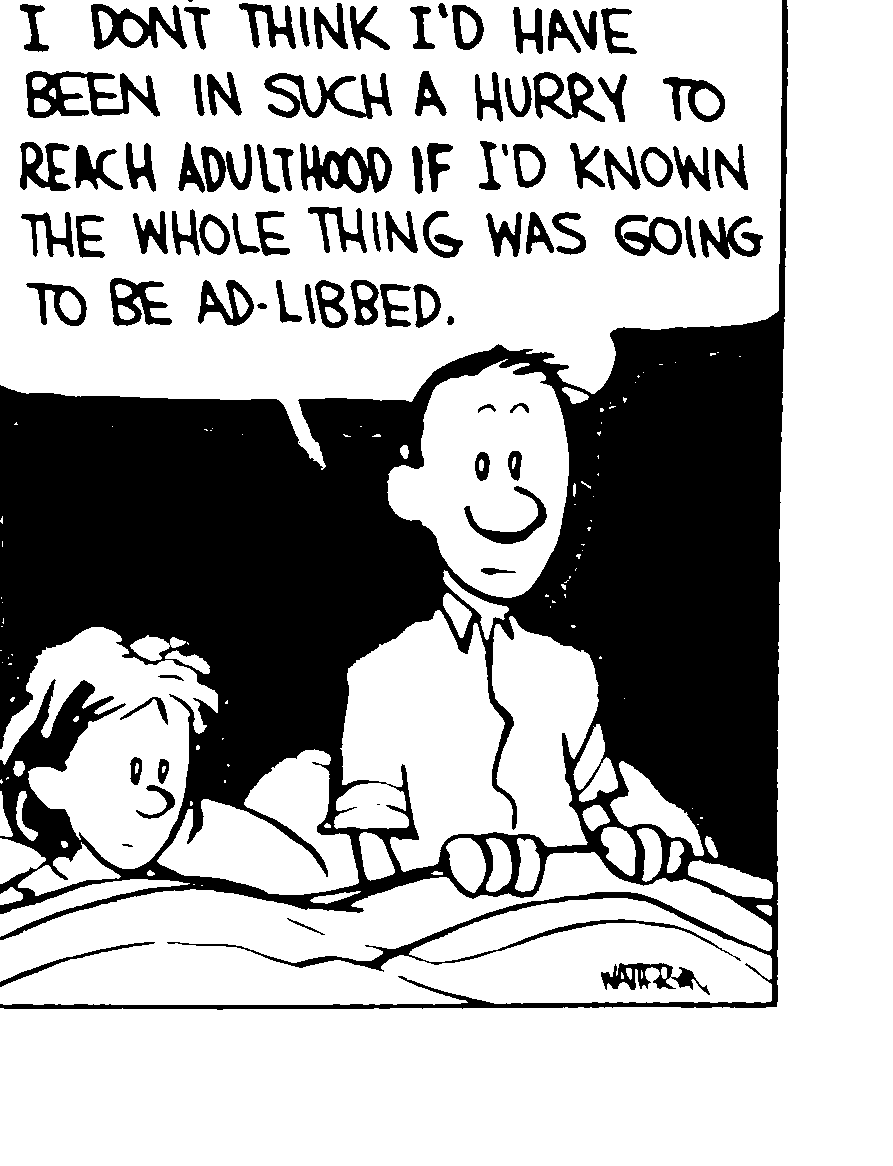 I DON'T THINK I'D HAVE
BEEN IN SUCH A HURRY TO
REACH ADULTHOOD IF I'D KNOWN
THE WHOLE THING WAS GOING
TO BE AD-LIBBED.